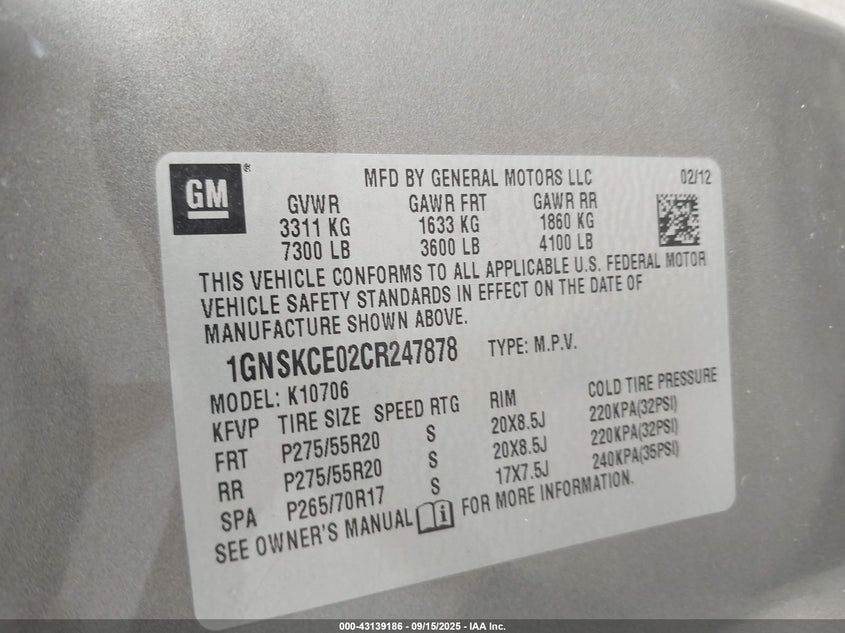 GM ®
MFD BY GENERAL MOTORS LLC 02/12
GVWR GAWR FRT GAWR RR
3311 KG 1633 KG 1860 KG
7300 LB 3600 LB 4100 LB
THIS VEHICLE CONFORMS TO ALL APPLICABLE U.S. FEDERAL MOTOR
VEHICLE SAFETY STANDARDS IN EFFECT ON THE DATE OF
MANUFACTURE SHOWN ABOVE.
1GNSKCE02CR247878 TYPE: M.P.V.
MODEL: K10706
KFVP TIRE SIZE SPEED RTG RIM COLD TIRE PRESSURE
FRT P275/55R20 S 20X8.5J 220KPA(32PSI)
RR P275/55R20 S 20X8.5J 220KPA(32PSI)
SPA P265/70R17 S 17X7.5J 240KPA(35PSI)
SEE OWNER'S MANUAL FOR MORE INFORMATION.
000-43139186 - 09/15/2025 - IAA Inc.